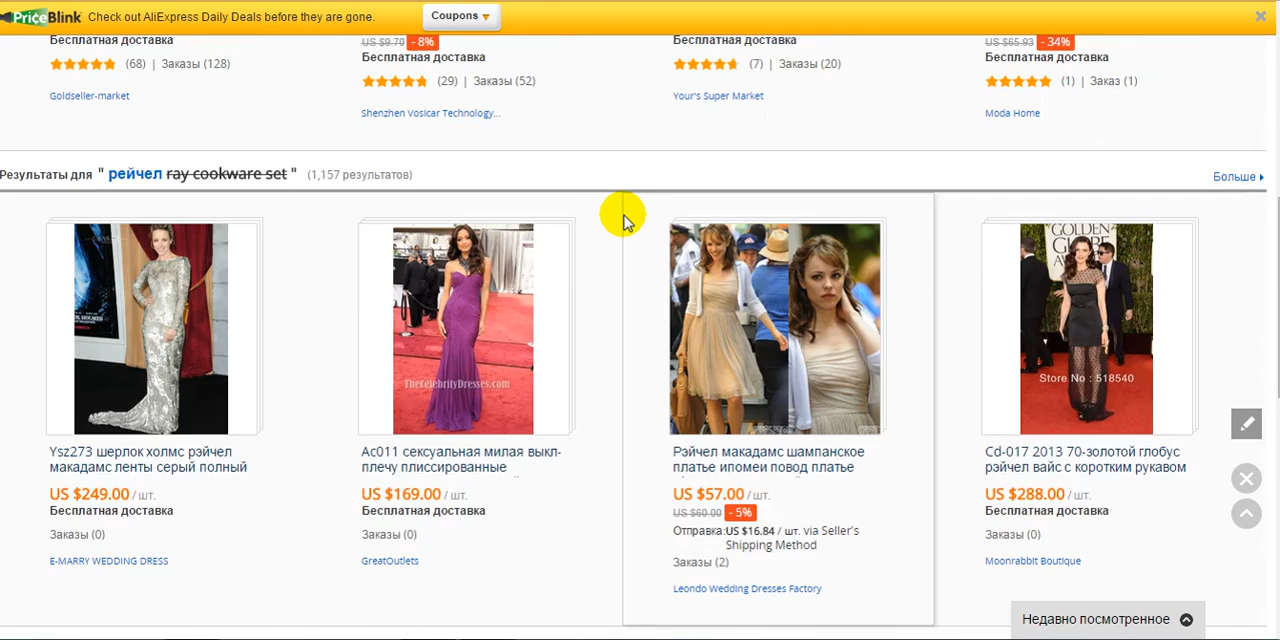 PriceBlink Check out AliExpress Daily Deals before they are gone. Coupons
Бесплатная доставка US $9.70 - 8% Бесплатная доставка US $65.93 - 34%
Бесплатная доставка Бесплатная доставка
(68) | Заказы (128) (7) | Заказы (20)
(29) | Заказы (52) (1) | Заказ (1)
Goldseller-market Your's Super Market
Shenzhen Vosicar Technology... Moda Home
Результаты для " рейчел ray cookware set " (1,157 результатов) Больше
TheCelebrityDresses.com
GOLDEN
GLOBE
Store No : 518540
Ysz273 шерлок холмс рэйчел
макадамс ленты серый полный
US $249.00 / шт.
Бесплатная доставка
Заказы (0)
E-MARRY WEDDING DRESS
Ac011 сексуальная милая выкл-
плечу плиссированные
US $169.00 / шт.
Бесплатная доставка
Заказы (0)
GreatOutlets
Рэйчел макадамс шампанское
платье ипомеи повод платье
US $57.00 / шт.
US $60.00 - 5%
Отправка: US $16.84 / шт. via Seller's
Shipping Method
Заказы (2)
Leondo Wedding Dresses Factory
Cd-017 2013 70-золотой глобус
рэйчел вайс с коротким рукавом
US $288.00 / шт.
Бесплатная доставка
Заказы (0)
Moonrabbit Boutique
Недавно посмотренное